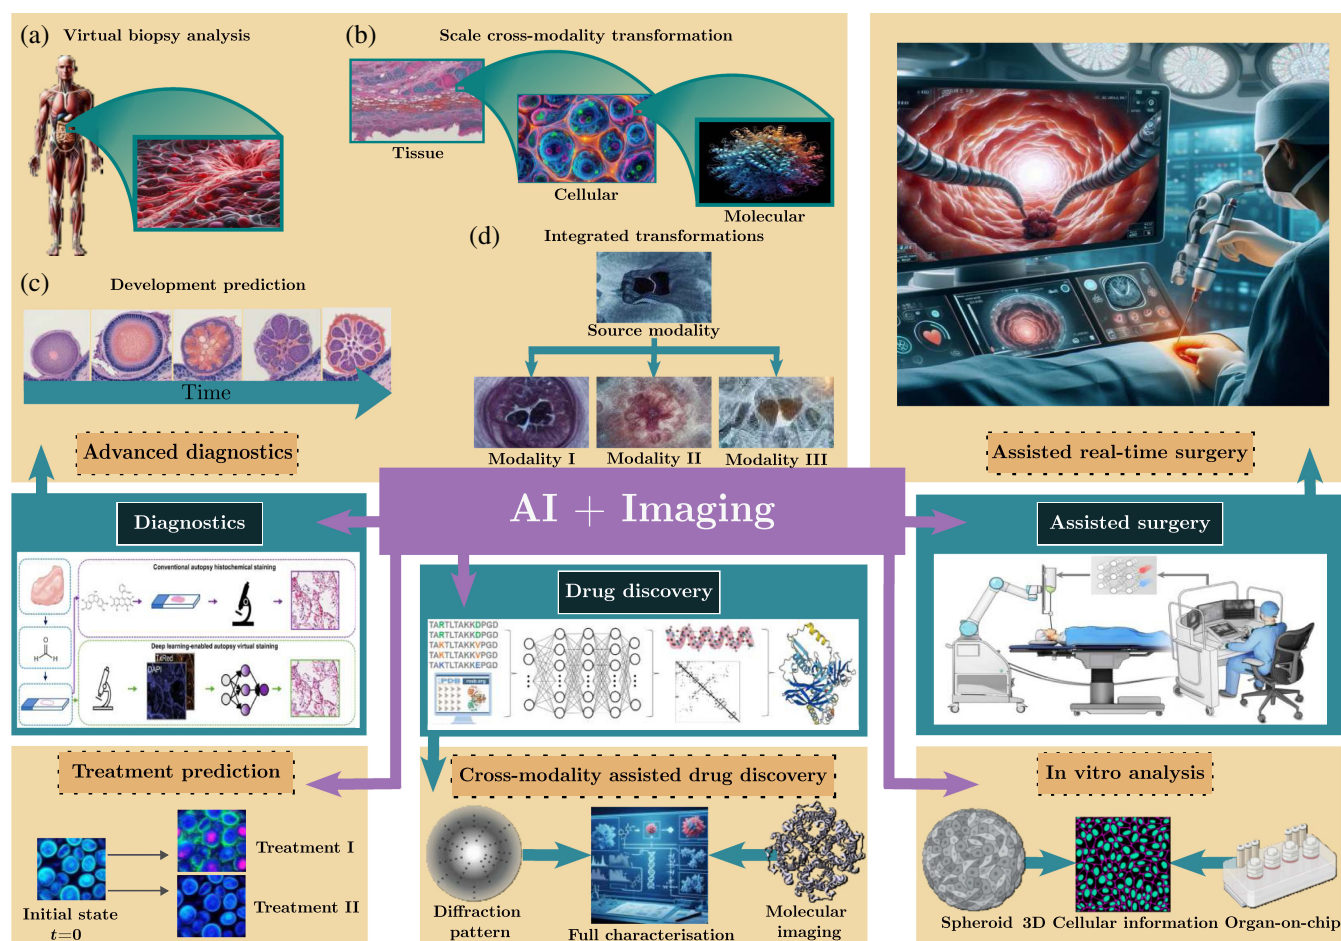 (a) Virtual biopsy analysis
(b) Scale cross-modality transformation
Tissue
Cellular
Molecular
(c) Development prediction
Time
(d) Integrated transformations
Source modality
Modality I
Modality II
Modality III
Advanced diagnostics
Assisted real-time surgery
AI + Imaging
Diagnostics
Conventional autopsy histochemical staining
Deep learning-enabled autopsy virtual staining
TxRed
DAPI
O
H
H
Drug discovery
TARTLTAKKDPGD
TARTLTAKKDPGD
TAKTLTAKKVPGD
TAKTLTAKKVPGD
TAKTLTAKKEPGD
PDB
Assisted surgery
Treatment prediction
Initial state
t=0
Treatment I
Treatment II
Cross-modality assisted drug discovery
Diffraction
pattern
Full characterisation
Molecular
imaging
In vitro analysis
Spheroid
3D Cellular information
Organ-on-chip